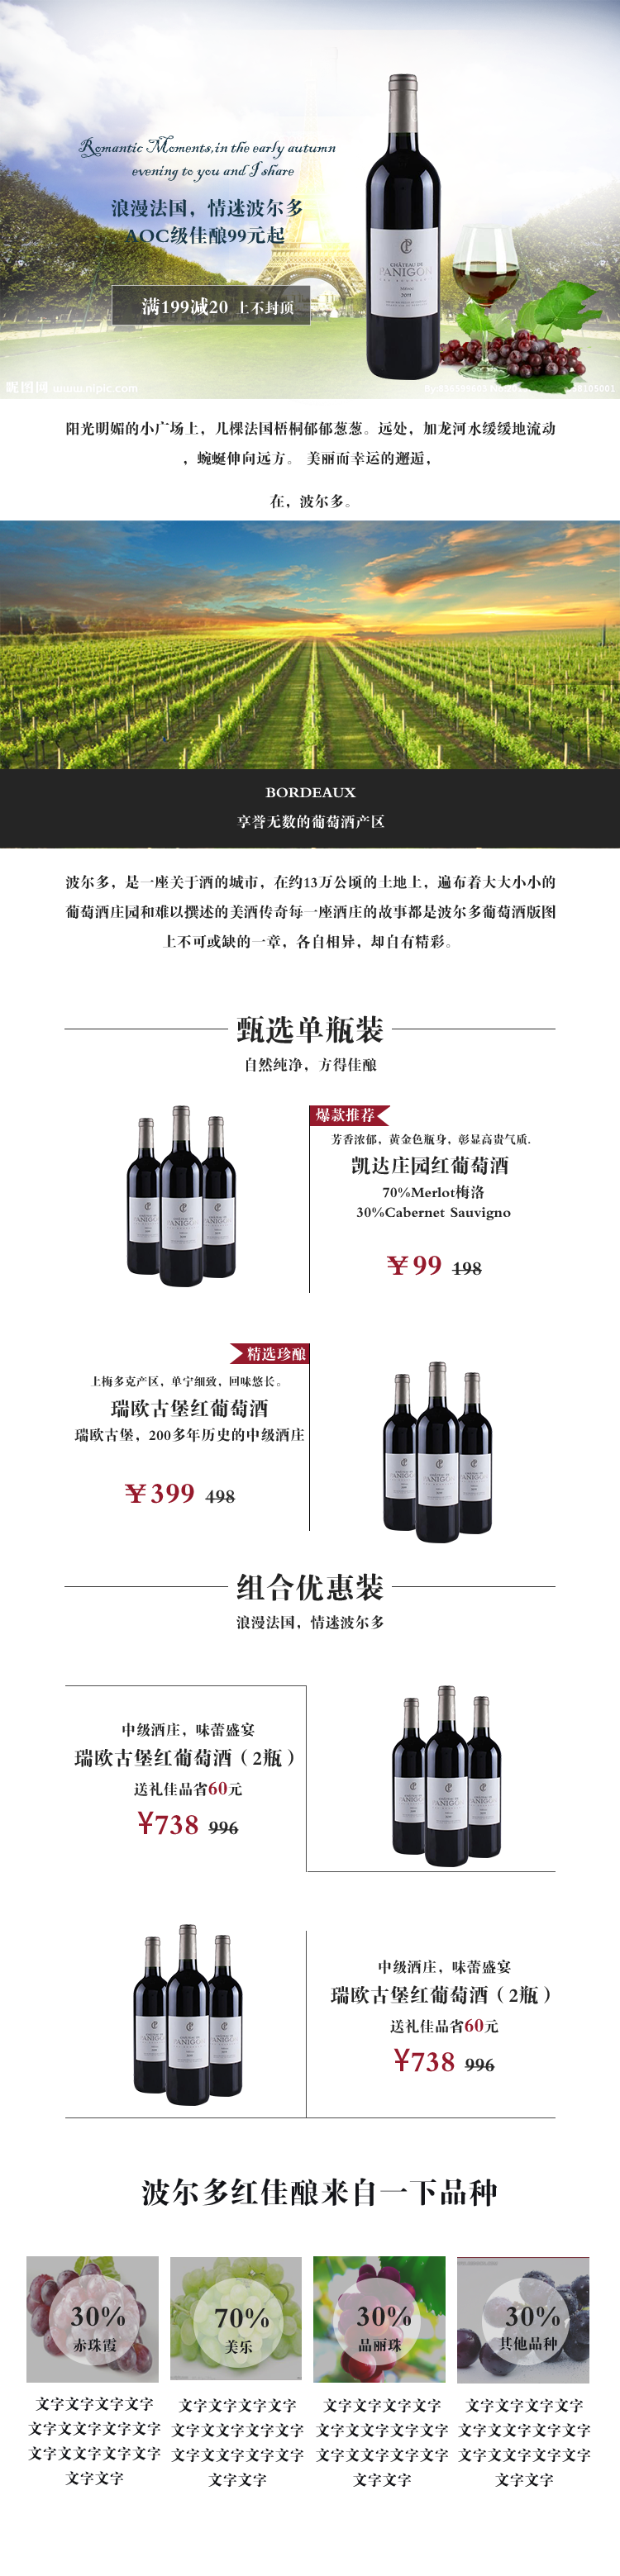 Romantic Moments,in the early autumn
evening to you and I share
浪漫法国，情迷波尔多
AOC级佳酿99元起
CHÂTEAU DE
PANIGON
2011
满199减20 上不封顶
昵图网 www.nipic.com
阳光明媚的小广场上，几棵法国梧桐郁郁葱葱。远处，加龙河水缓缓地流动
，蜿蜒伸向远方。 美丽而幸运的邂逅，
在，波尔多。
BORDEAUX
享誉无数的葡萄酒产区
波尔多，是一座关于酒的城市，在约13万公顷的土地上，遍布着大大小小的
葡萄酒庄园和难以撰述的美酒传奇每一座酒庄的故事都是波尔多葡萄酒版图
上不可或缺的一章，各自相异，却自有精彩。
甄选单瓶装
自然纯净，方得佳酿
爆款推荐
芳香浓郁，黄金色瓶身，彰显高贵气质.
凯达庄园红葡萄酒
70%Merlot梅洛
30%Cabernet Sauvigno
￥99 198
PANIGON
精选珍酿
上梅多克产区，单宁细致，回味悠长。
瑞欧古堡红葡萄酒
瑞欧古堡，200多年历史的中级酒庄
￥399 498
PANIGON
组合优惠装
浪漫法国，情迷波尔多
中级酒庄，味蕾盛宴
瑞欧古堡红葡萄酒（2瓶）
送礼佳品省60元
¥738 996
PANIGON
PANIGON
中级酒庄，味蕾盛宴
瑞欧古堡红葡萄酒（2瓶）
送礼佳品省60元
¥738 996
波尔多红佳酿来自一下品种
30%
赤珠霞
70%
美乐
30%
品丽珠
30%
其他品种
文字文字文字文字
文字文文字文字文字
文字文文字文字文字
文字文字
文字文字文字文字
文字文文字文字文字
文字文文字文字文字
文字文字
文字文字文字文字
文字文文字文字文字
文字文文字文字文字
文字文字
文字文字文字文字
文字文文字文字文字
文字文文字文字文字
文字文字